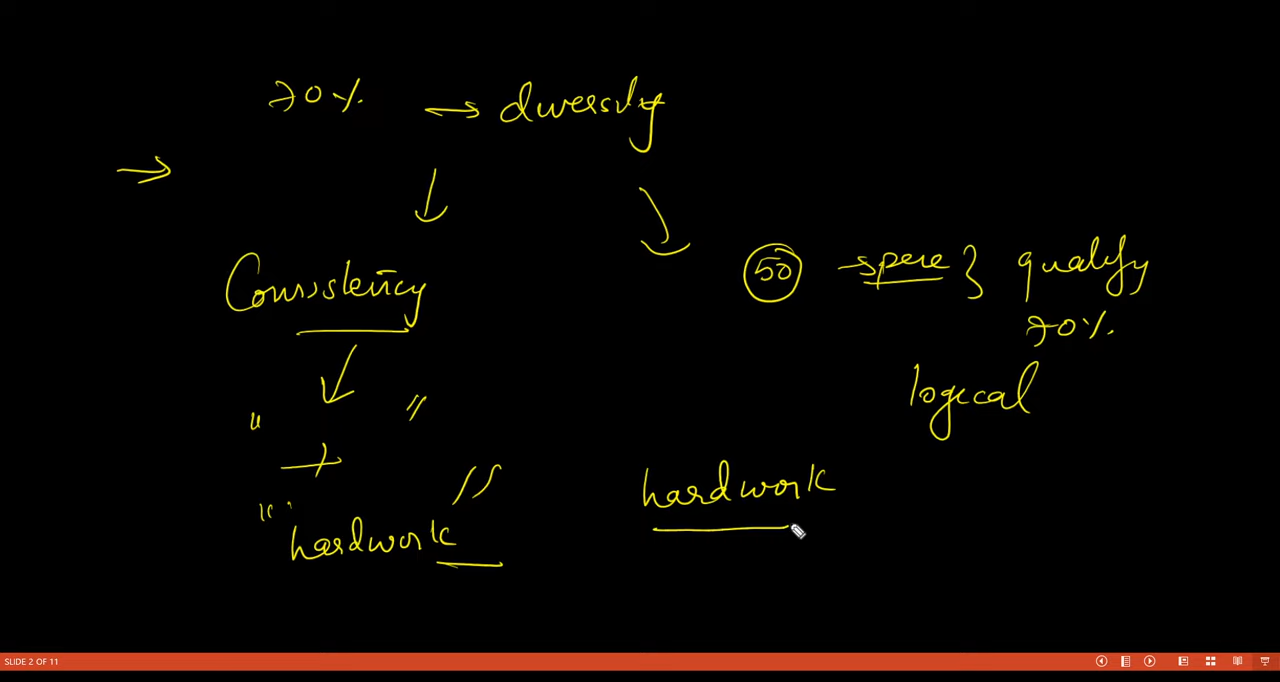 70% → diversity
→
Consistency
50 → spere } qualify
70%
logical
" "
+
" hardwork "
hardwork
SLIDE 2 OF 11